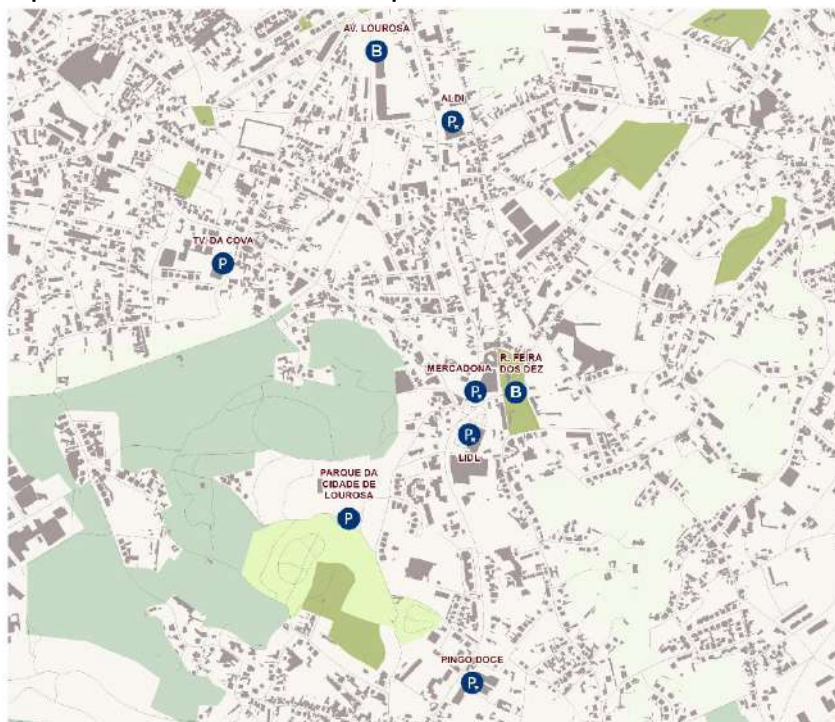 AV. LOUROSA
B
ALDI
P
TV. DA COVA
P
MERCADONA
P
R. FEIRA
DOS DEZ
B
P
LIDL
PARQUE DA
CIDADE DE
LOUROSA
P
PINGO DOCE
P